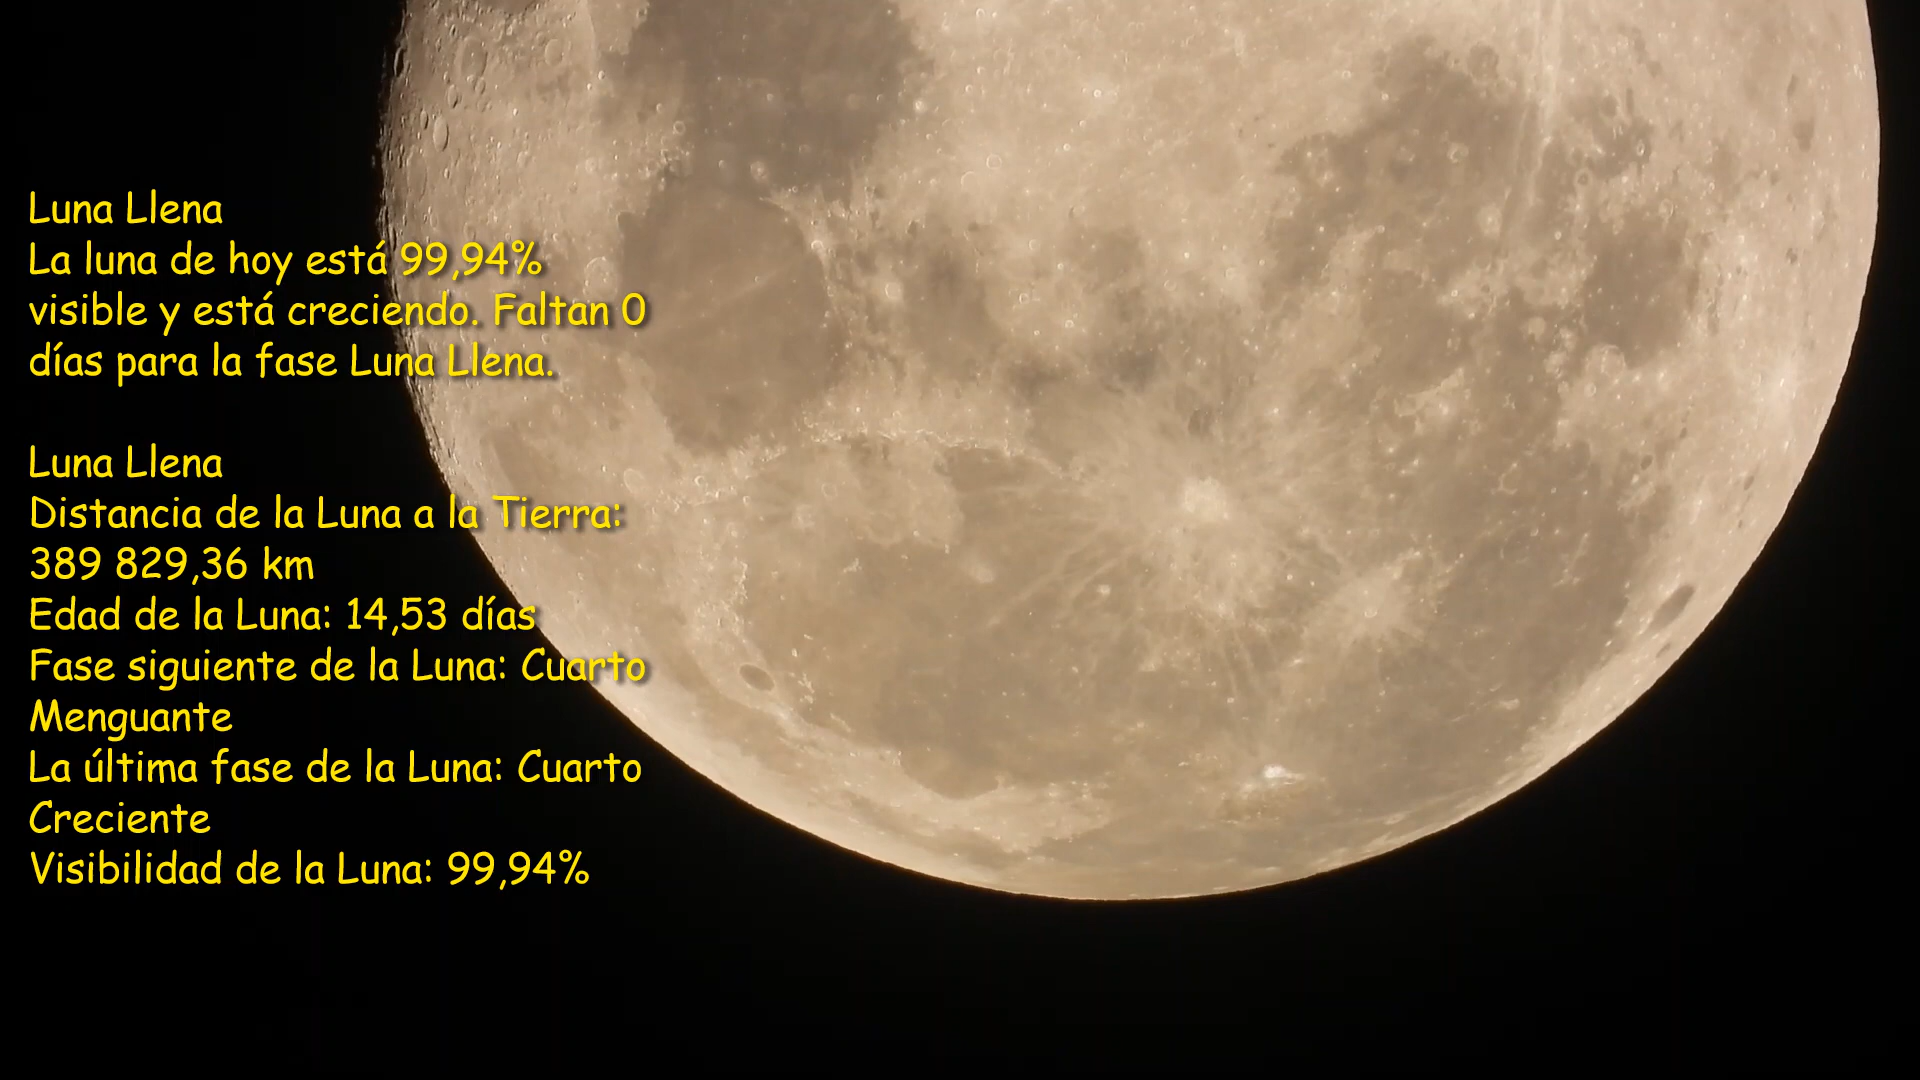 Luna Llena
La luna de hoy está 99,94%
visible y está creciendo. Faltan 0
días para la fase Luna Llena.
Luna Llena
Distancia de la Luna a la Tierra:
389 829,36 km
Edad de la Luna: 14,53 días
Fase siguiente de la Luna: Cuarto
Menguante
La última fase de la Luna: Cuarto
Creciente
Visibilidad de la Luna: 99,94%